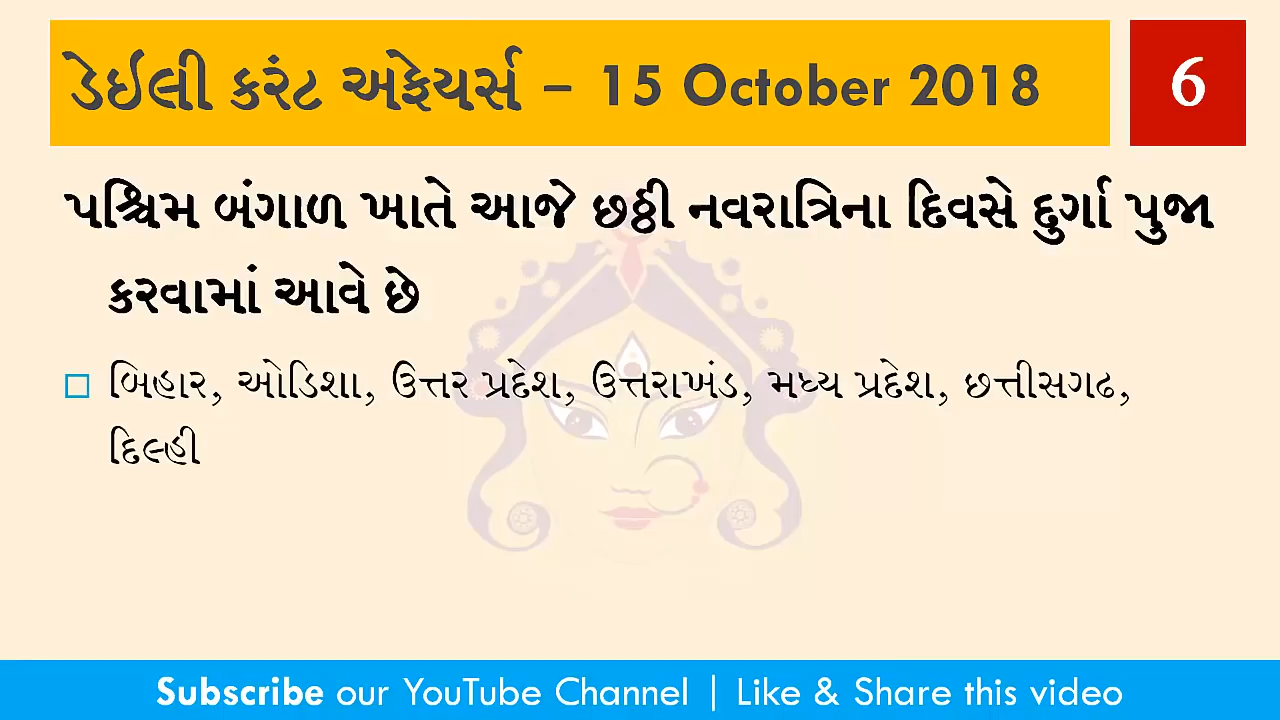 ડેઈલી કરંટ અફેયર્સ – 15 October 2018
6
પશ્ચિમ બંગાળ ખાતે આજે છઠ્ઠી નવરાત્રિના દિવસે દુર્ગા પુજા
કરવામાં આવે છે
બિહાર, ઓડિશા, ઉત્તર પ્રદેશ, ઉત્તરાખંડ, મધ્ય પ્રદેશ, છત્તીસગઢ,
દિલ્હી
Subscribe our YouTube Channel | Like & Share this video